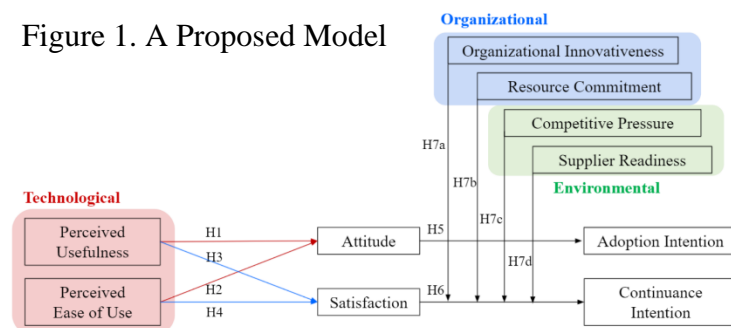 Figure 1. A Proposed Model
Organizational
Organizational Innovativeness
Resource Commitment
Competitive Pressure
Supplier Readiness
Environmental
H7a
H7b
H7c
H7d
Technological
Perceived
Usefulness
Perceived
Ease of Use
H1
H3
H2
H4
Attitude
Satisfaction
H5
H6
Adoption Intention
Continuance
Intention